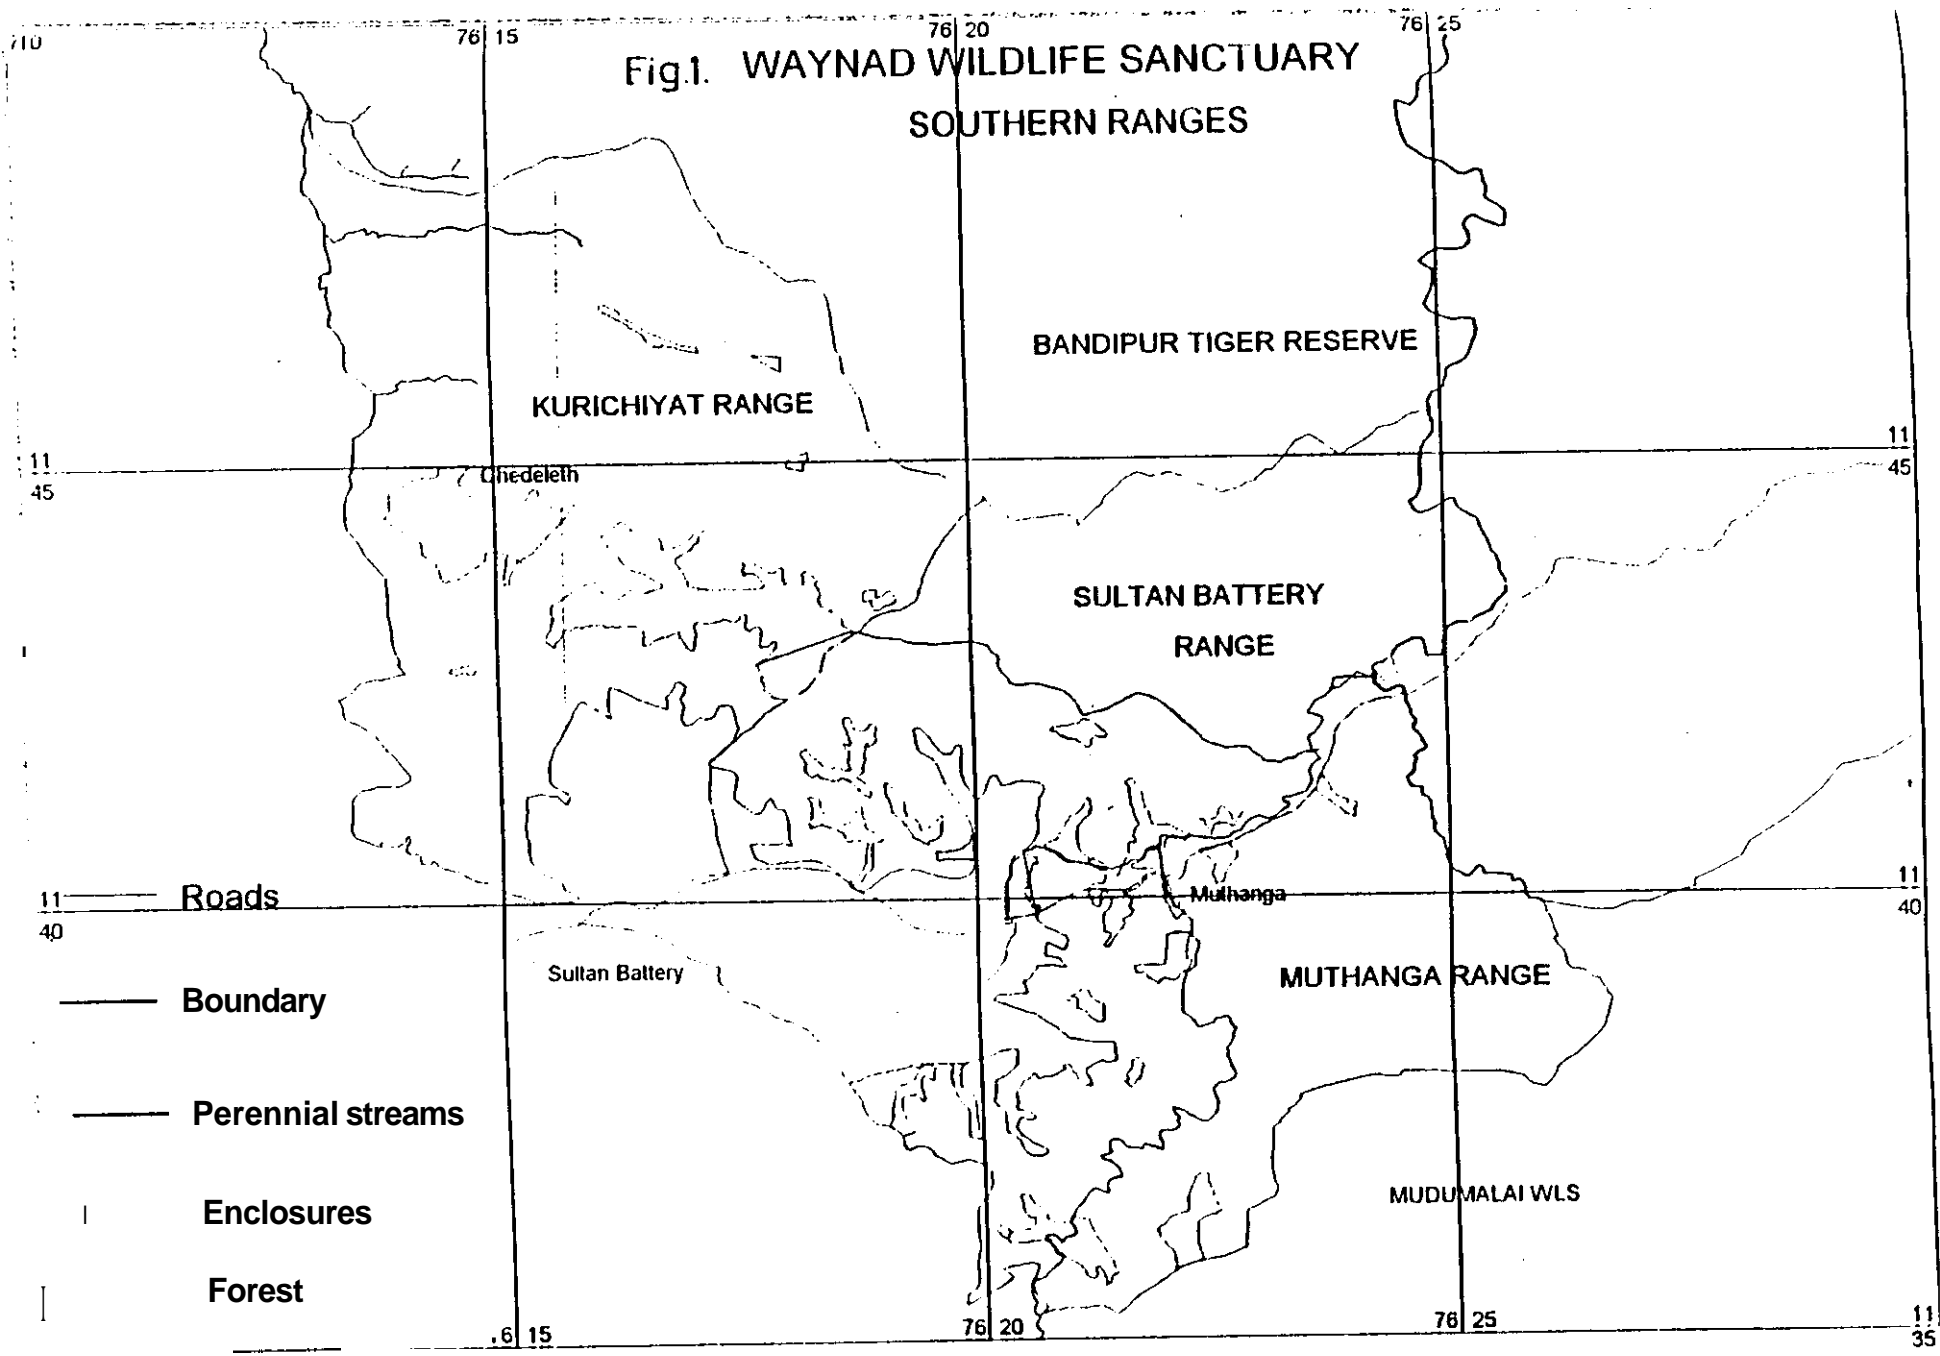 76 15
76 20
76 25
Fig.1. WAYNAD WILDLIFE SANCTUARY
SOUTHERN RANGES
BANDIPUR TIGER RESERVE
KURICHIYAT RANGE
11
45
11
45
Chedeleth
SULTAN BATTERY
RANGE
Roads
11
40
11
40
Muthanga
Sultan Battery
MUTHANGA RANGE
Boundary
Perennial streams
MUDUMALAI WLS
Enclosures
Forest
6 15
76 20
76 25
11
35